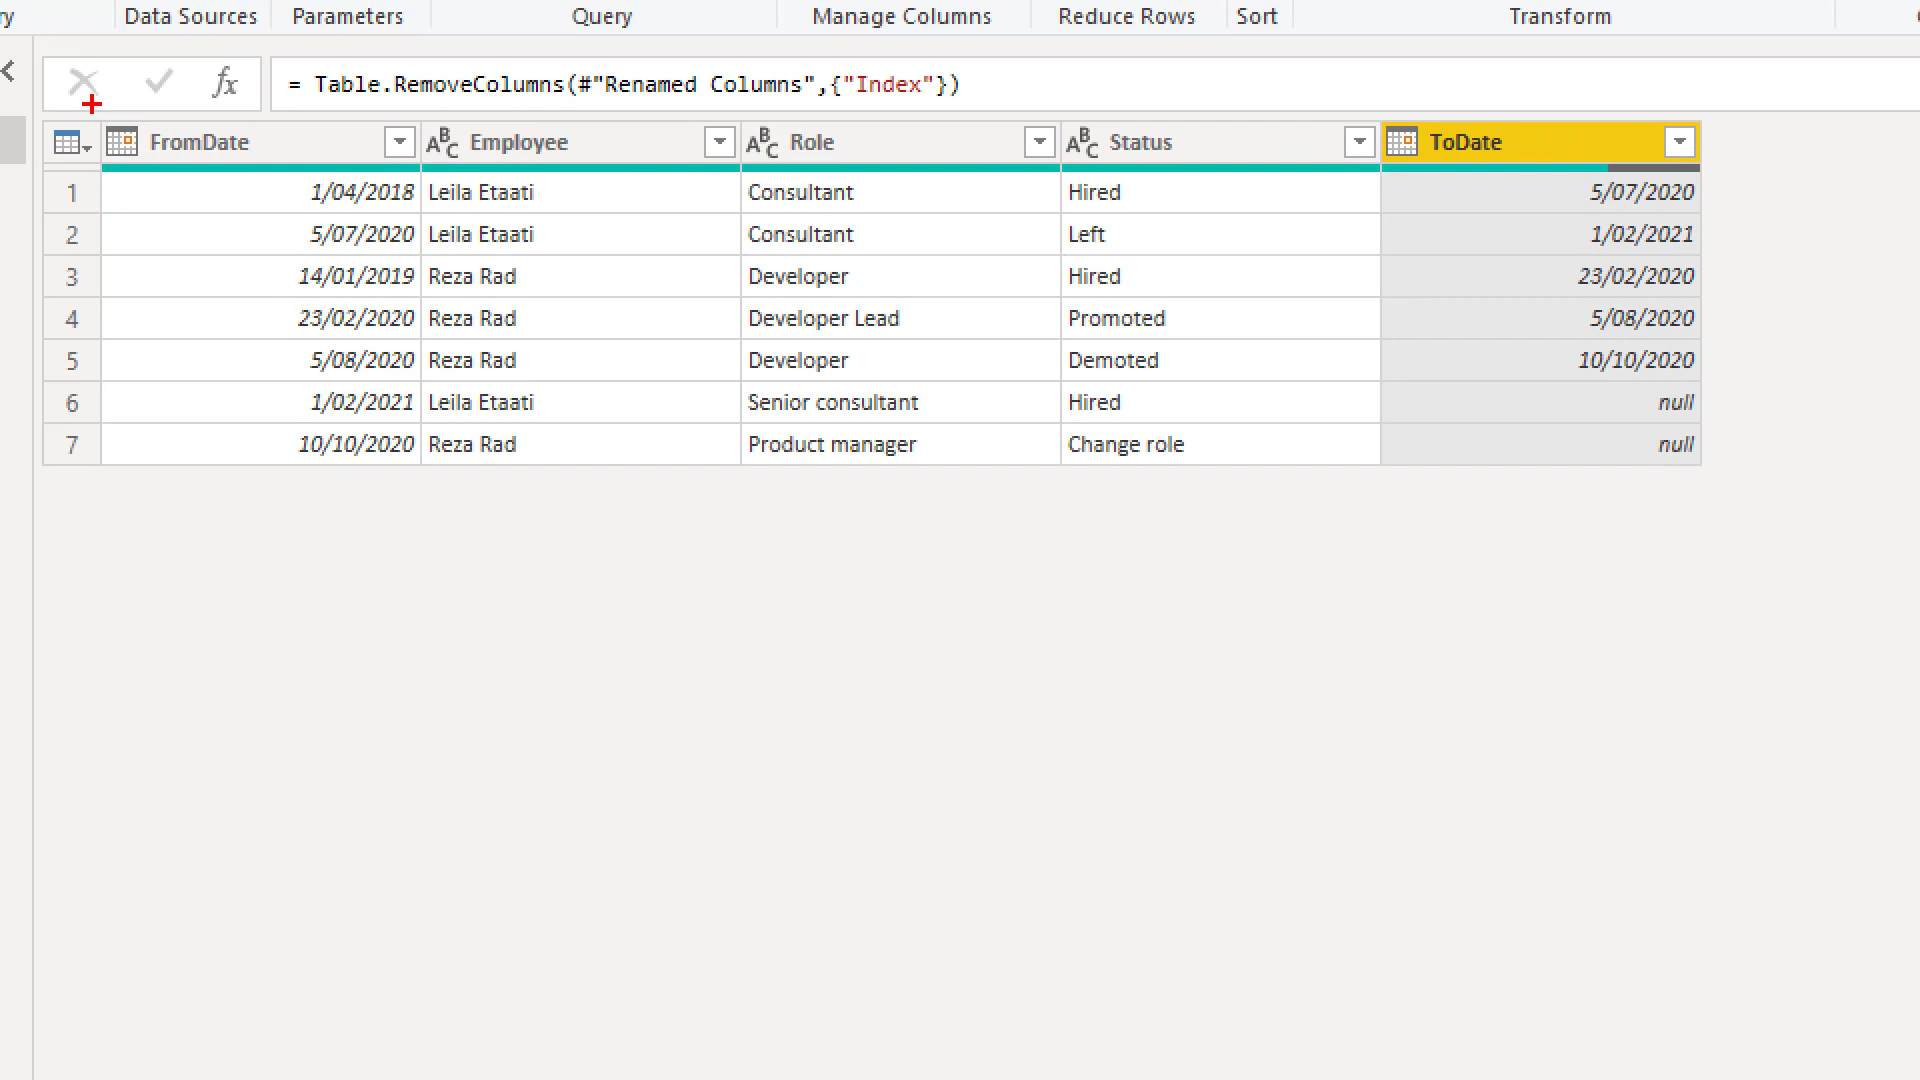 ry Data Sources Parameters Query Manage Columns Reduce Rows Sort Transform
fx = Table.RemoveColumns(#"Renamed Columns",{"Index"})
FromDate ABC Employee ABC Role ABC Status ToDate
1 1/04/2018 Leila Etaati Consultant Hired 5/07/2020
2 5/07/2020 Leila Etaati Consultant Left 1/02/2021
3 14/01/2019 Reza Rad Developer Hired 23/02/2020
4 23/02/2020 Reza Rad Developer Lead Promoted 5/08/2020
5 5/08/2020 Reza Rad Developer Demoted 10/10/2020
6 1/02/2021 Leila Etaati Senior consultant Hired null
7 10/10/2020 Reza Rad Product manager Change role null